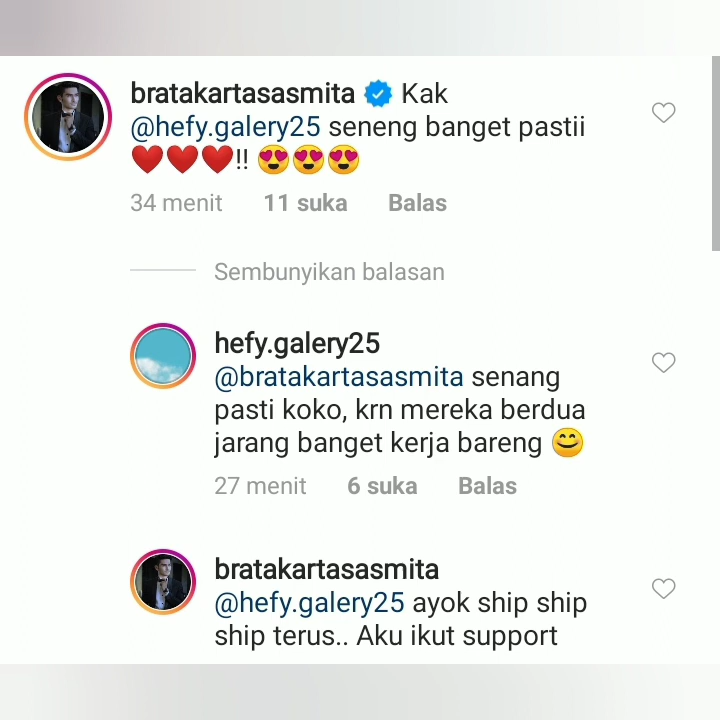 bratakartasasmita Kak
@hefy.galery25 seneng banget pastii
❤️❤️❤️!! 😍😍😍
34 menit 11 suka Balas
Sembunyikan balasan
hefy.galery25
@bratakartasasmita senang
pasti koko, krn mereka berdua
jarang banget kerja bareng 😊
27 menit 6 suka Balas
bratakartasasmita
@hefy.galery25 ayok ship ship
ship terus.. Aku ikut support